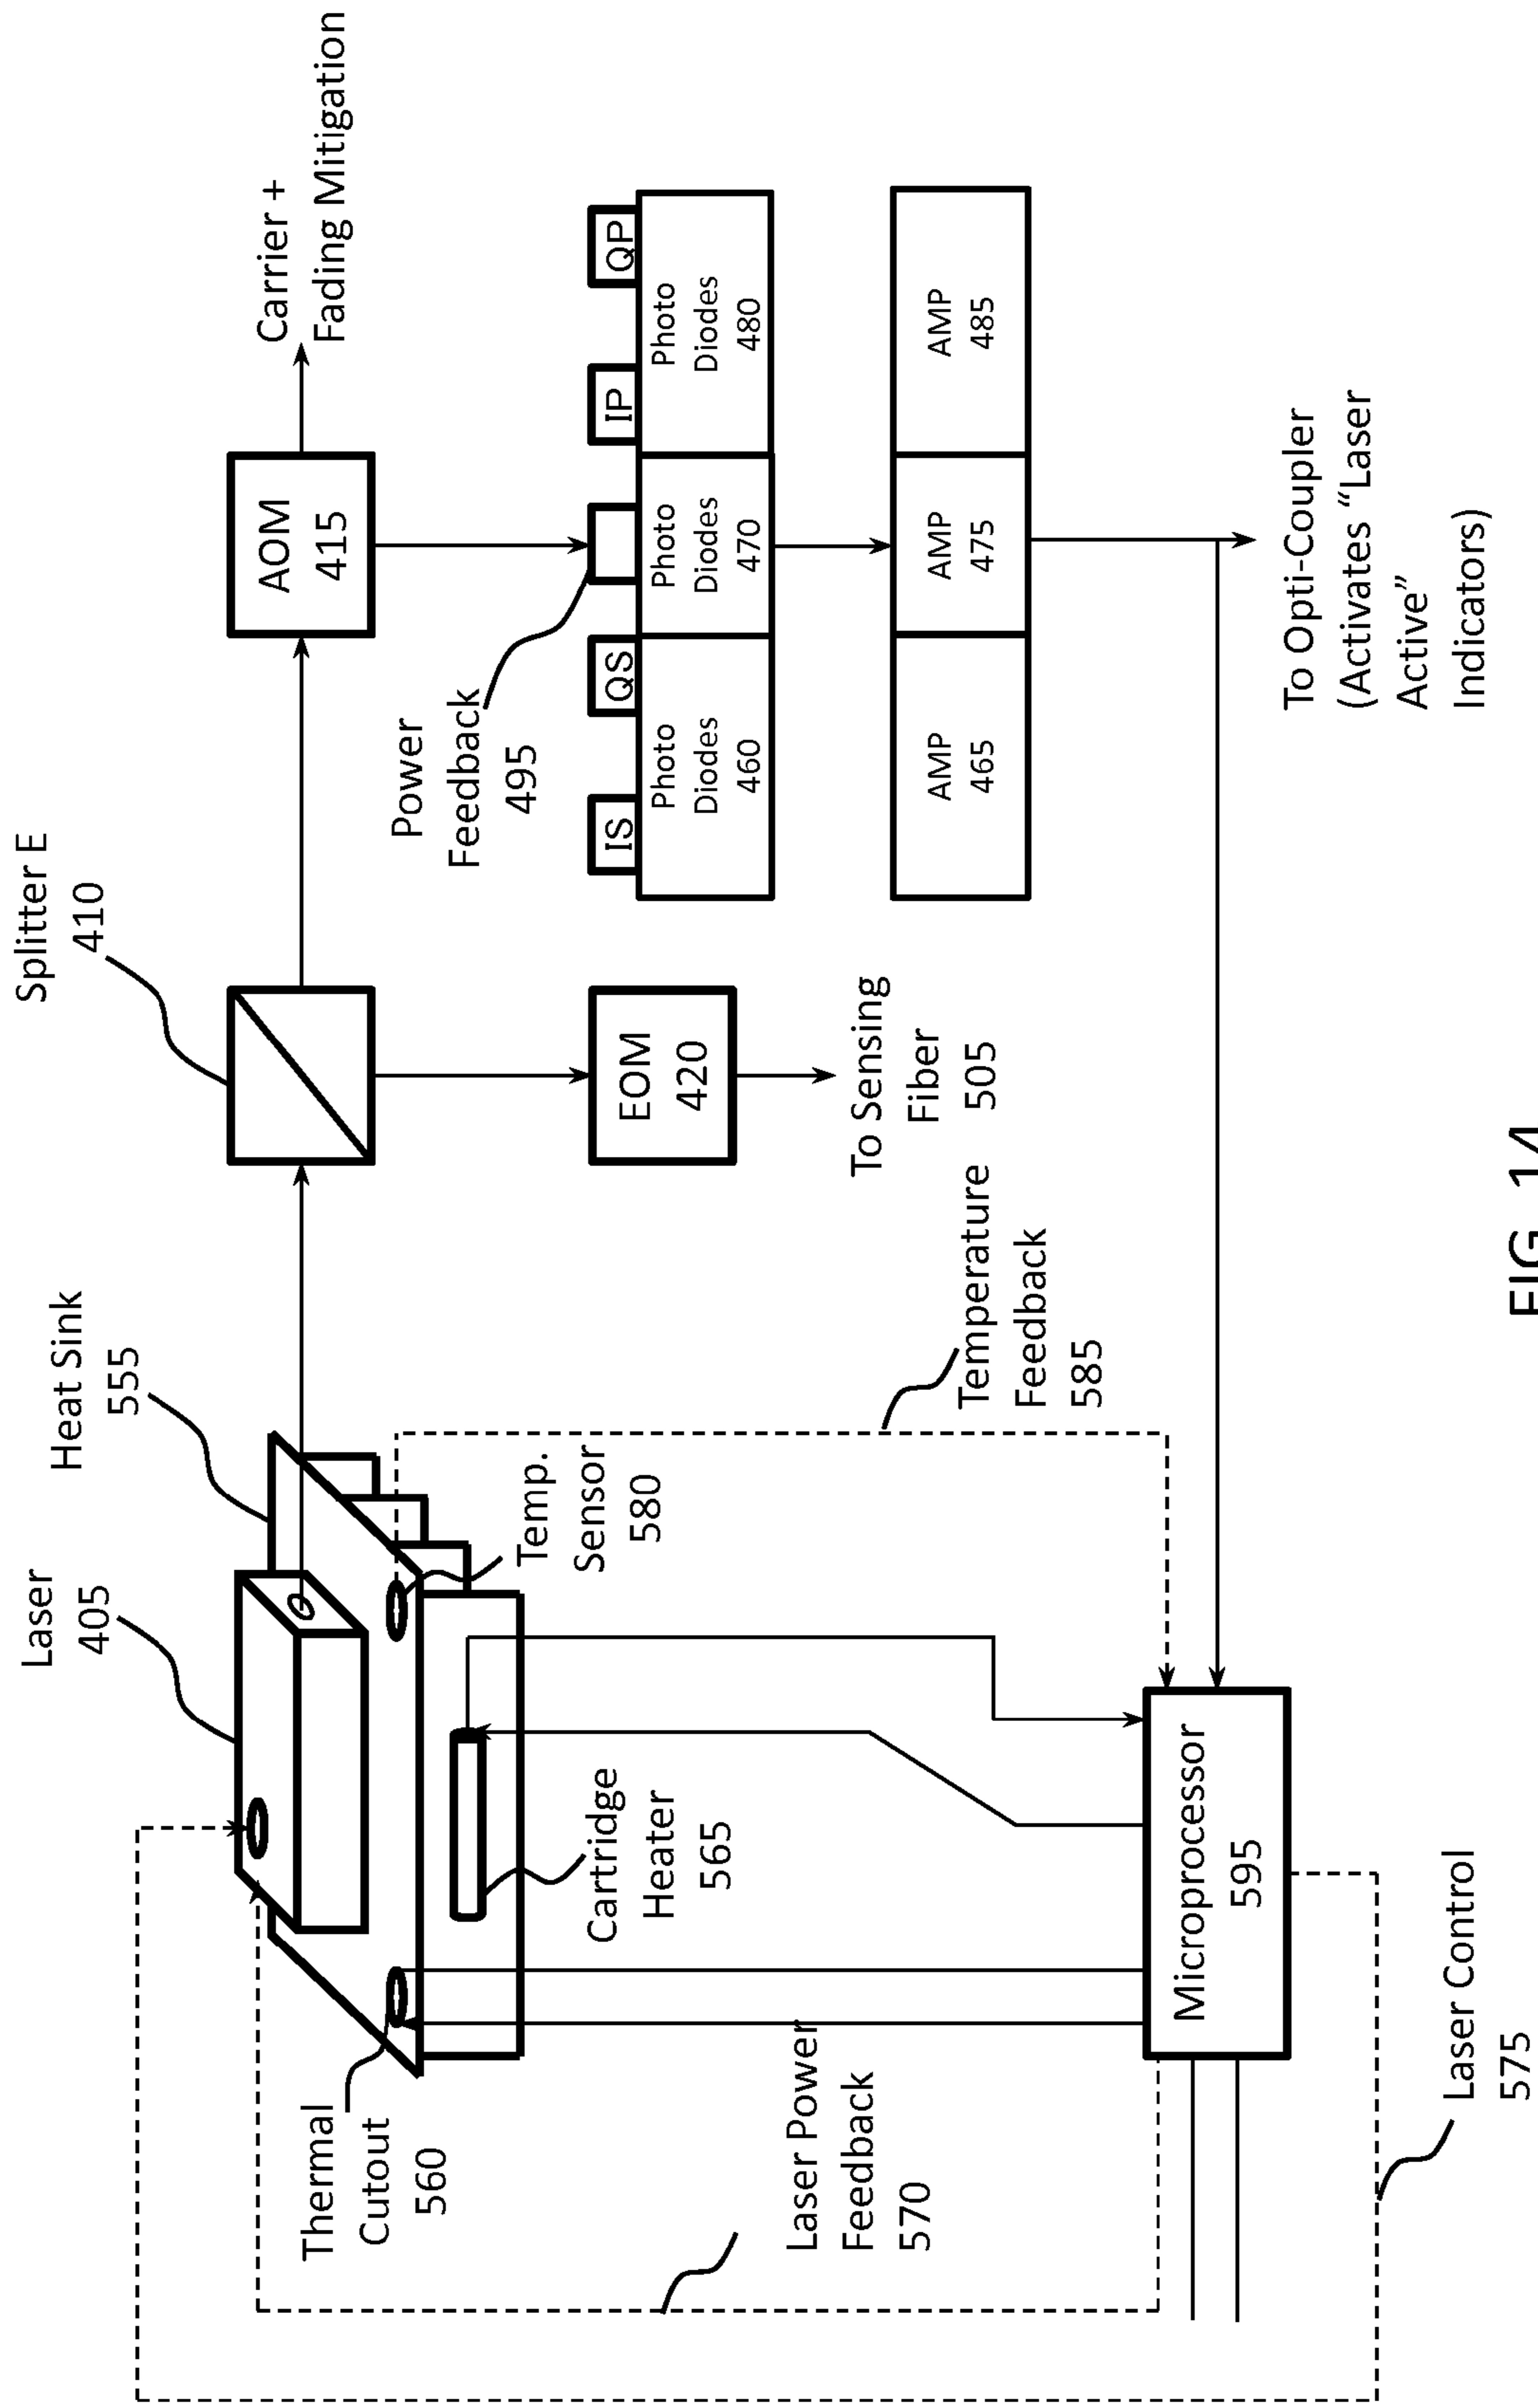 Laser
405
Heat Sink
555
Splitter E
410
AOM
415
Carrier +
Fading Mitigation
Thermal
Cutout
560
Temp.
Sensor
580
Cartridge
Heater
565
EOM
420
To Sensing
Fiber
505
Power
Feedback
495
IS
QS
IP
QP
Photo
Diodes
460
Photo
Diodes
470
Photo
Diodes
480
AMP
465
AMP
475
AMP
485
Laser Power
Feedback
570
Temperature
Feedback
585
Microprocessor
595
Laser Control
575
To Opti-Coupler
(Activates “Laser
Active”
Indicators)
FIG. 14